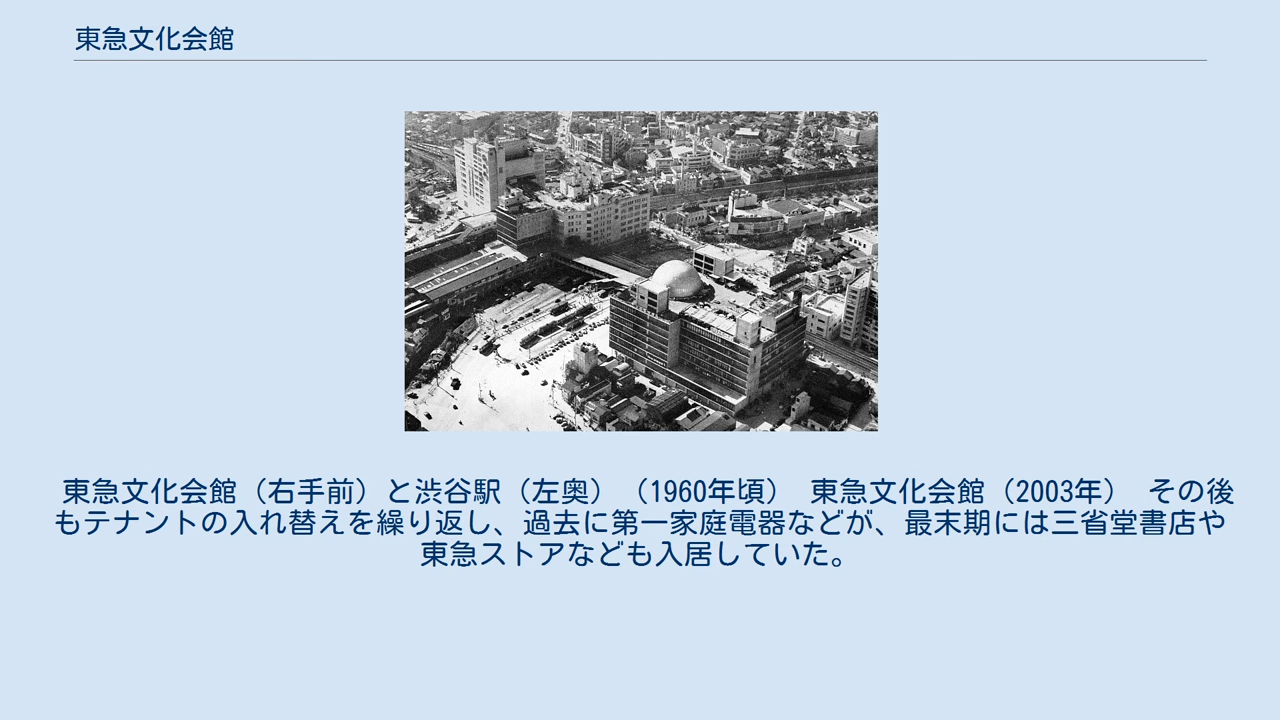 東急文化会館
東急文化会館（右手前）と渋谷駅（左奥）（1960年頃） 東急文化会館（2003年） その後
もテナントの入れ替えを繰り返し、過去に第一家庭電器などが、最末期には三省堂書店や
東急ストアなども入居していた。